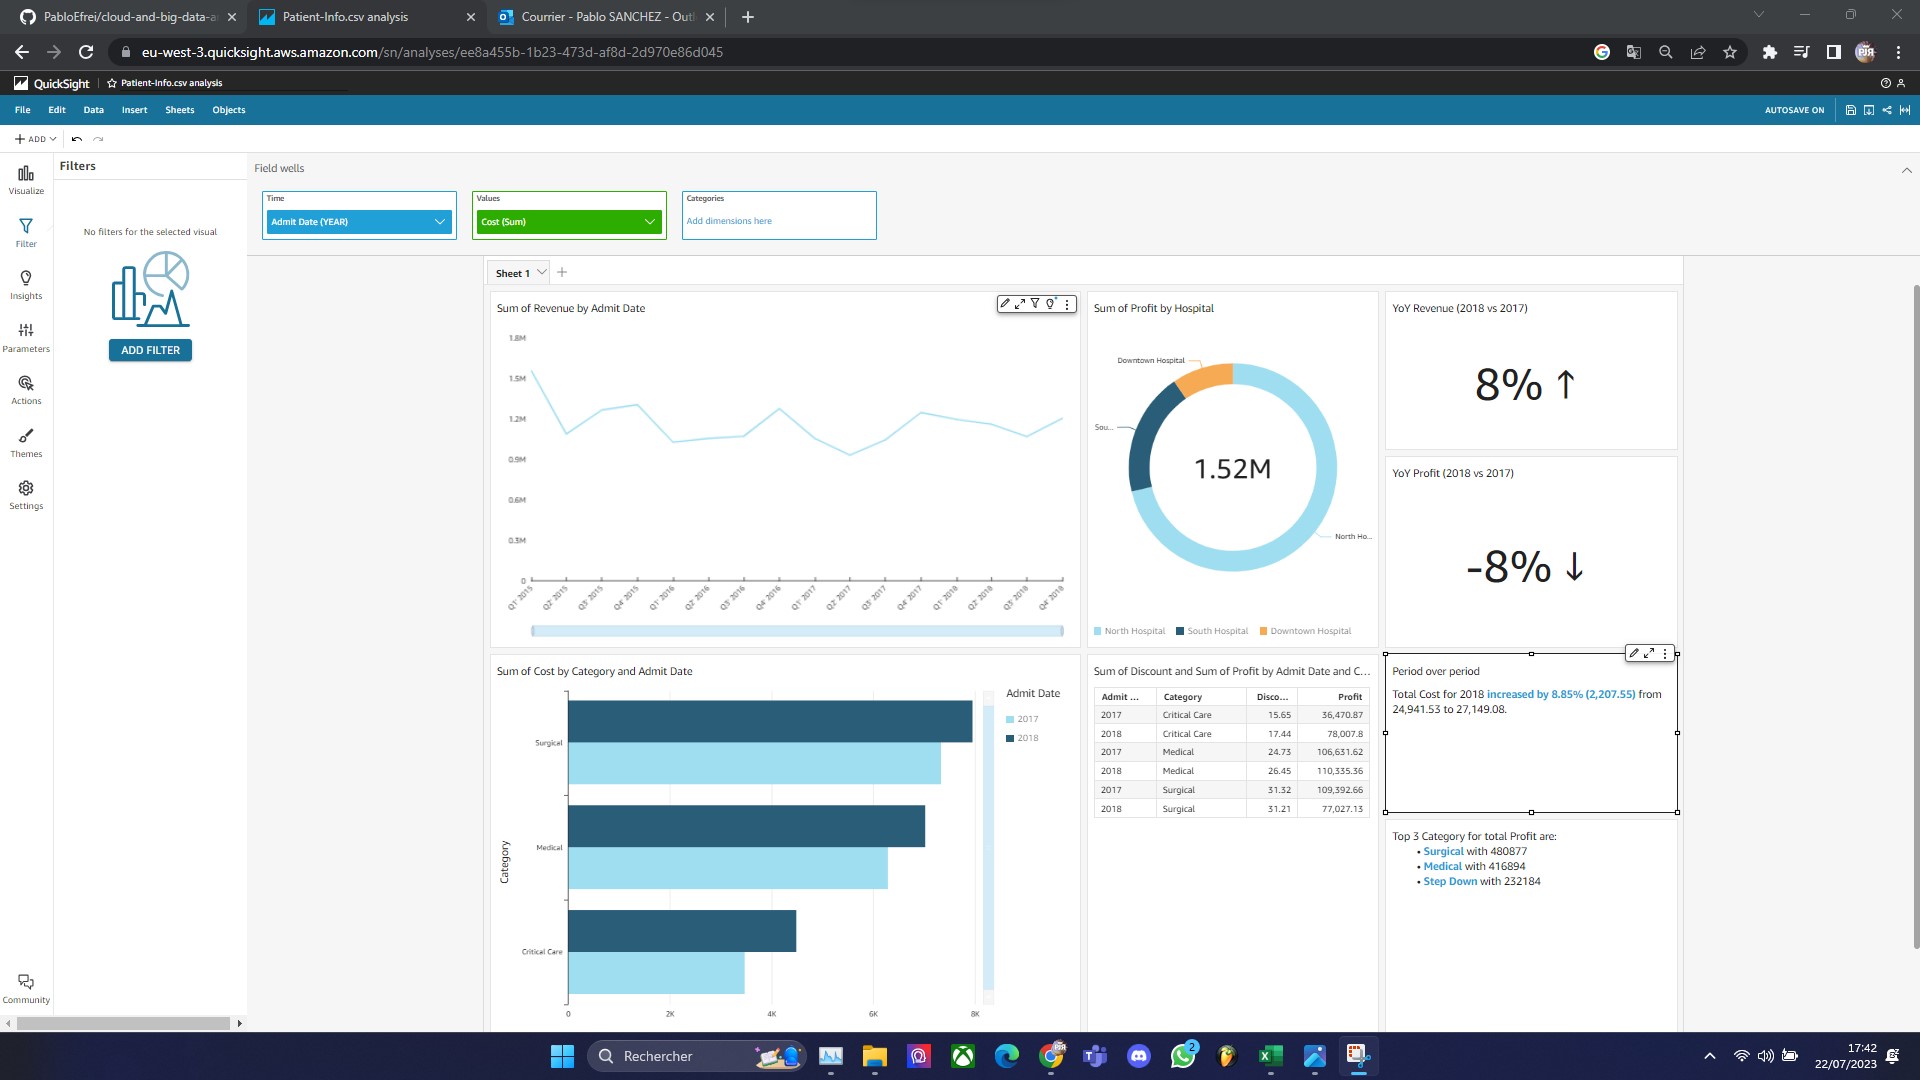 PabloEfrei/cloud-and-big-data-a
Patient-Info.csv analysis
Courrier - Pablo SANCHEZ - Outl
eu-west-3.quicksight.aws.amazon.com/sn/analyses/ee8a455b-1b23-473d-af8d-2d970e86d045
QuickSight
Patient-Info.csv analysis
File Edit Data Insert Sheets Objects
AUTOSAVE ON
ADD
Visualize
Filter
Insights
Parameters
Actions
Themes
Settings
Community
Filters
No filters for the selected visual
ADD FILTER
Field wells
Time
Admit Date (YEAR)
Values
Cost (Sum)
Categories
Add dimensions here
Sheet 1
Sum of Revenue by Admit Date
1.8M
1.5M
1.2M
0.9M
0.6M
0.3M
0
Q1' 2015 Q2' 2015 Q3' 2015 Q4' 2015 Q1' 2016 Q2' 2016 Q3' 2016 Q4' 2016 Q1' 2017 Q2' 2017 Q3' 2017 Q4' 2017 Q1' 2018 Q2' 2018 Q3' 2018 Q4' 2018
Sum of Profit by Hospital
Downtown Hospital
Sou...
1.52M
North Ho...
North Hospital South Hospital Downtown Hospital
YoY Revenue (2018 vs 2017)
8% ↑
YoY Profit (2018 vs 2017)
-8% ↓
Sum of Cost by Category and Admit Date
Category
Surgical
Medical
Critical Care
0 2K 4K 6K 8K
Admit Date
2017
2018
Sum of Discount and Sum of Profit by Admit Date and C...
Admit ... Category Disco... Profit
2017 Critical Care 15.65 36,470.87
2018 Critical Care 17.44 78,007.8
2017 Medical 24.73 106,631.62
2018 Medical 26.45 110,335.36
2017 Surgical 31.32 109,392.66
2018 Surgical 31.21 77,027.13
Period over period
Total Cost for 2018 increased by 8.85% (2,207.55) from
24,941.53 to 27,149.08.
Top 3 Category for total Profit are:
• Surgical with 480877
• Medical with 416894
• Step Down with 232184
Rechercher
2
17:42
22/07/2023